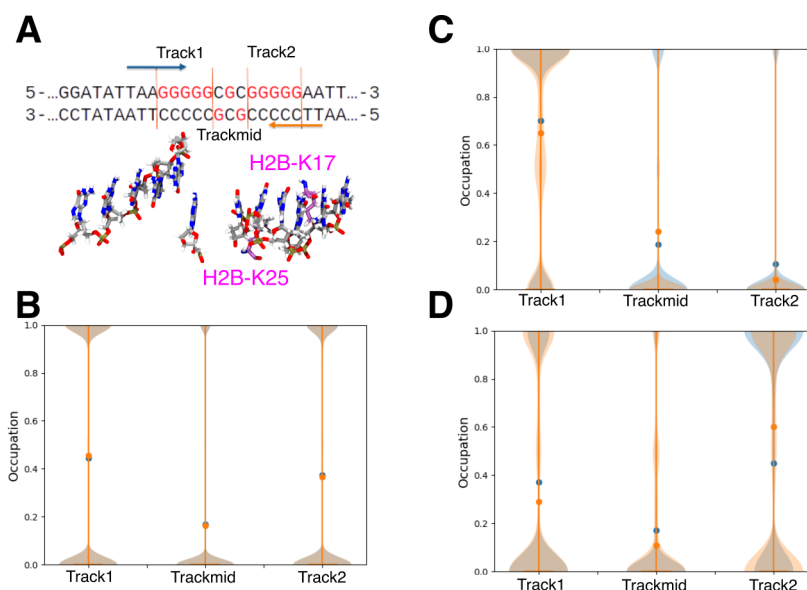 A
Track1
Track2
5-...GGATATTAAGGGGGCGCGGGGGAATT...-3
3-...CCTATAATTCCCCCGCGCCCCCTTAA...-5
Trackmid
H2B-K17
H2B-K25
B
1.0
0.8
0.6
0.4
0.2
0.0
Occupation
Track1
Trackmid
Track2
C
1.0
0.8
0.6
0.4
0.2
0.0
Occupation
Track1
Trackmid
Track2
D
1.0
0.8
0.6
0.4
0.2
0.0
Occupation
Track1
Trackmid
Track2